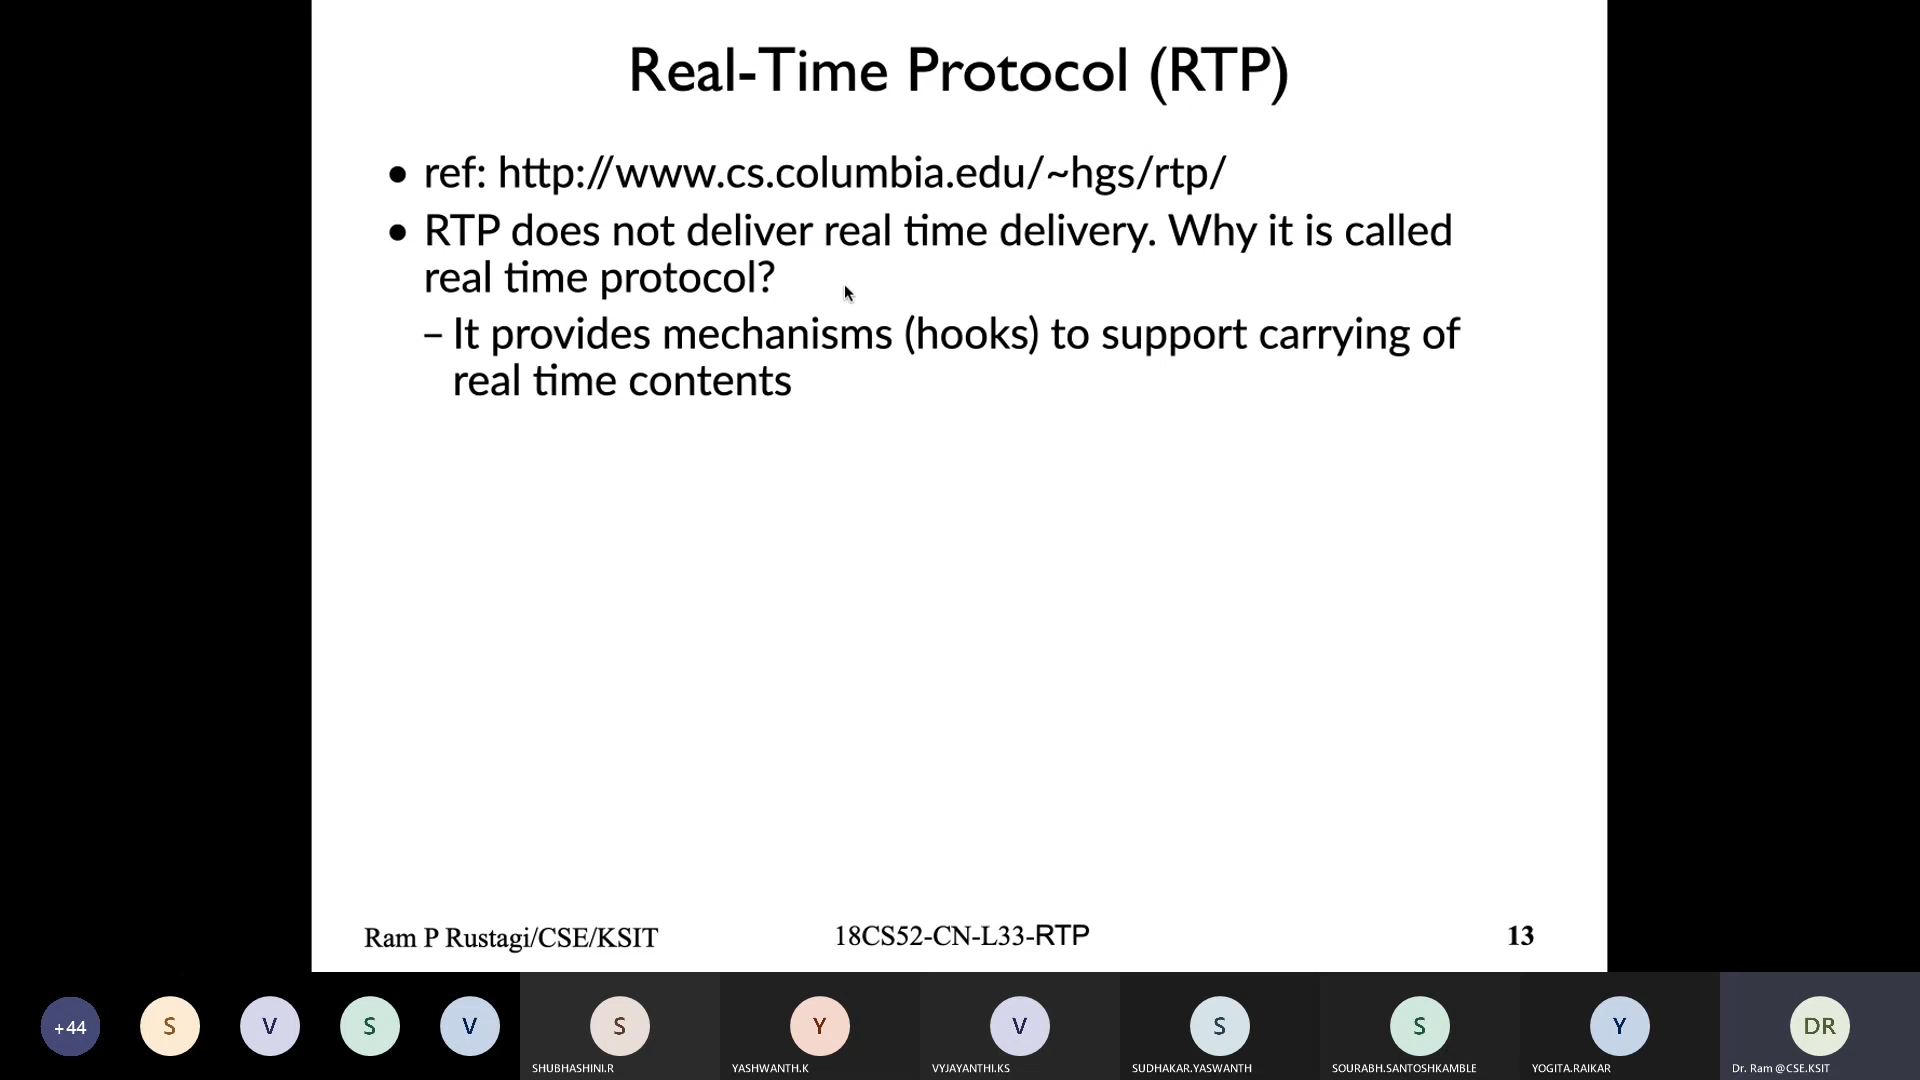 Real-Time Protocol (RTP)
• ref: http://www.cs.columbia.edu/~hgs/rtp/
• RTP does not deliver real time delivery. Why it is called
real time protocol?
– It provides mechanisms (hooks) to support carrying of
real time contents
Ram P Rustagi/CSE/KSIT 18CS52-CN-L33-RTP 13
+44 S V S V S Y V S S Y DR
SHUBHASHINI.R YASHWANTH.K VYJAYANTHI.KS SUDHAKAR.YASWANTH SOURABH.SANTOSHKAMBLE YOGITA.RAIKAR Dr. Ram @CSE.KSIT